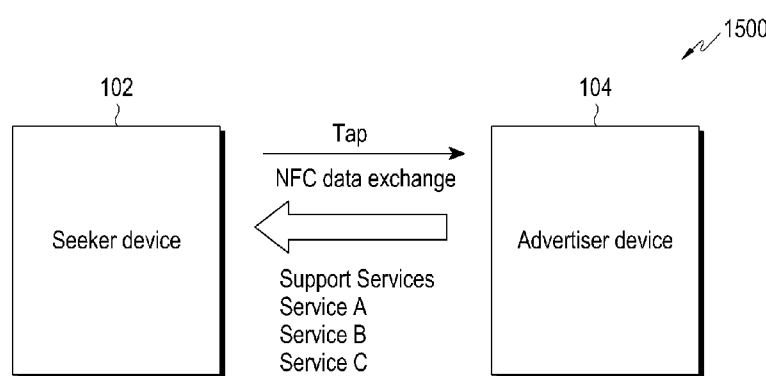 1500
102
104
Tap
NFC data exchange
Seeker device
Advertiser device
Support Services
Service A
Service B
Service C